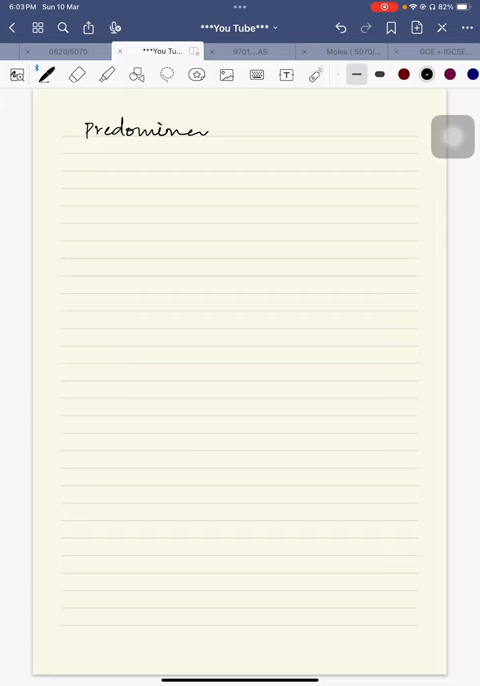 6:03 PM Sun 10 Mar
82%
***You Tube***
0620/5070
***You Tu...
9701....AS
Moles ( 5070/...
GCE + IGCSE...
Predominen